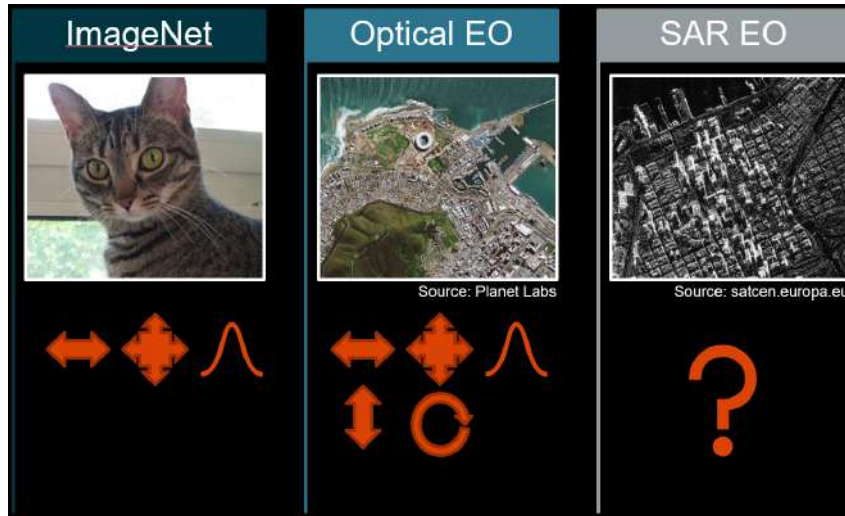 ImageNet
Optical EO
SAR EO
Source: Planet Labs
Source: satcen.europa.eu
?